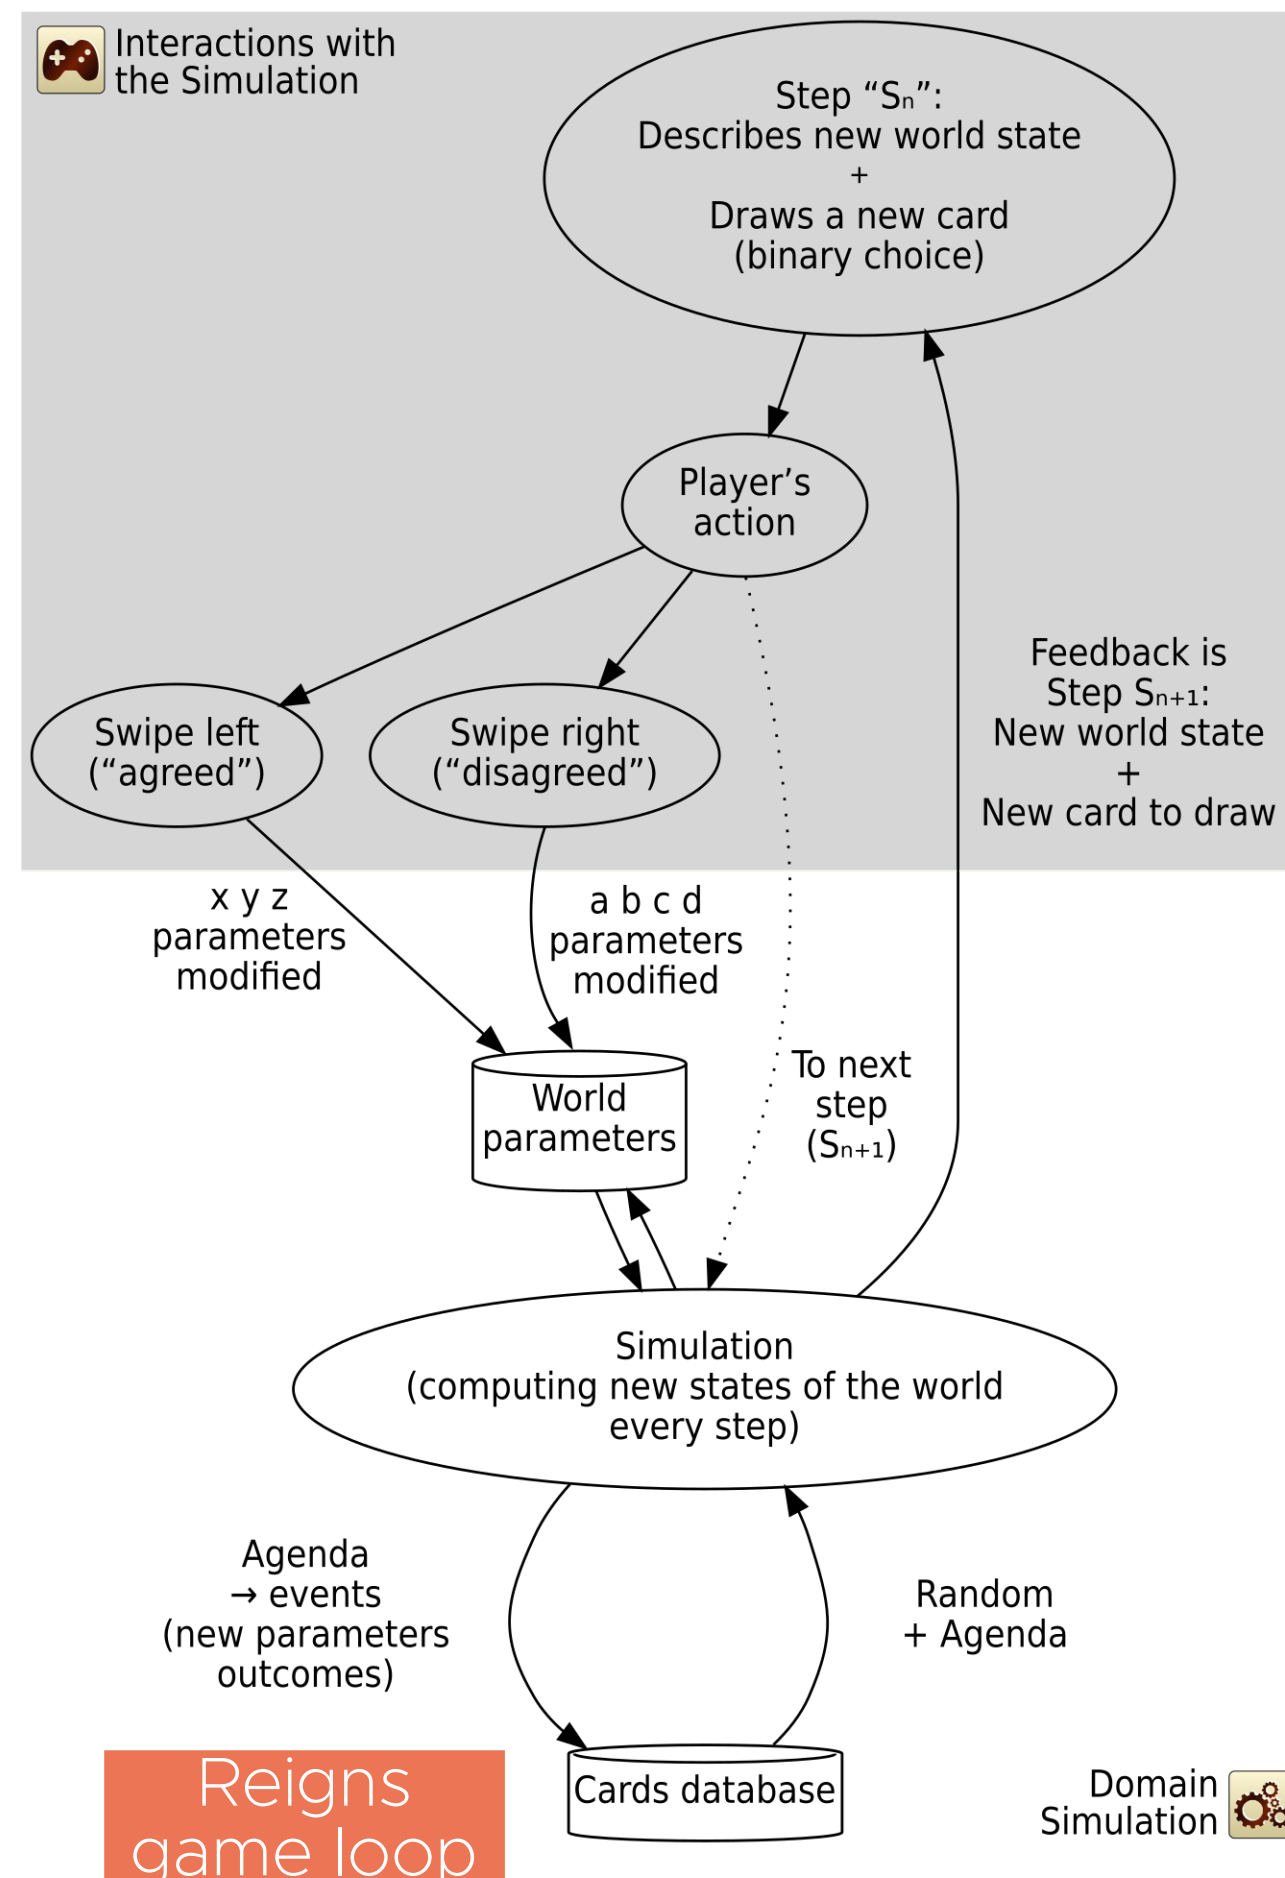 Interactions with
the Simulation
Step “Sn”:
Describes new world state
+
Draws a new card
(binary choice)
Player’s
action
Swipe left
(“agreed”)
Swipe right
(“disagreed”)
Feedback is
Step Sn+1:
New world state
+
New card to draw
x y z
parameters
modified
a b c d
parameters
modified
To next
step
(Sn+1)
World
parameters
Simulation
(computing new states of the world
every step)
Agenda
→ events
(new parameters
outcomes)
Random
+ Agenda
Cards database
Reigns
game loop
Domain
Simulation